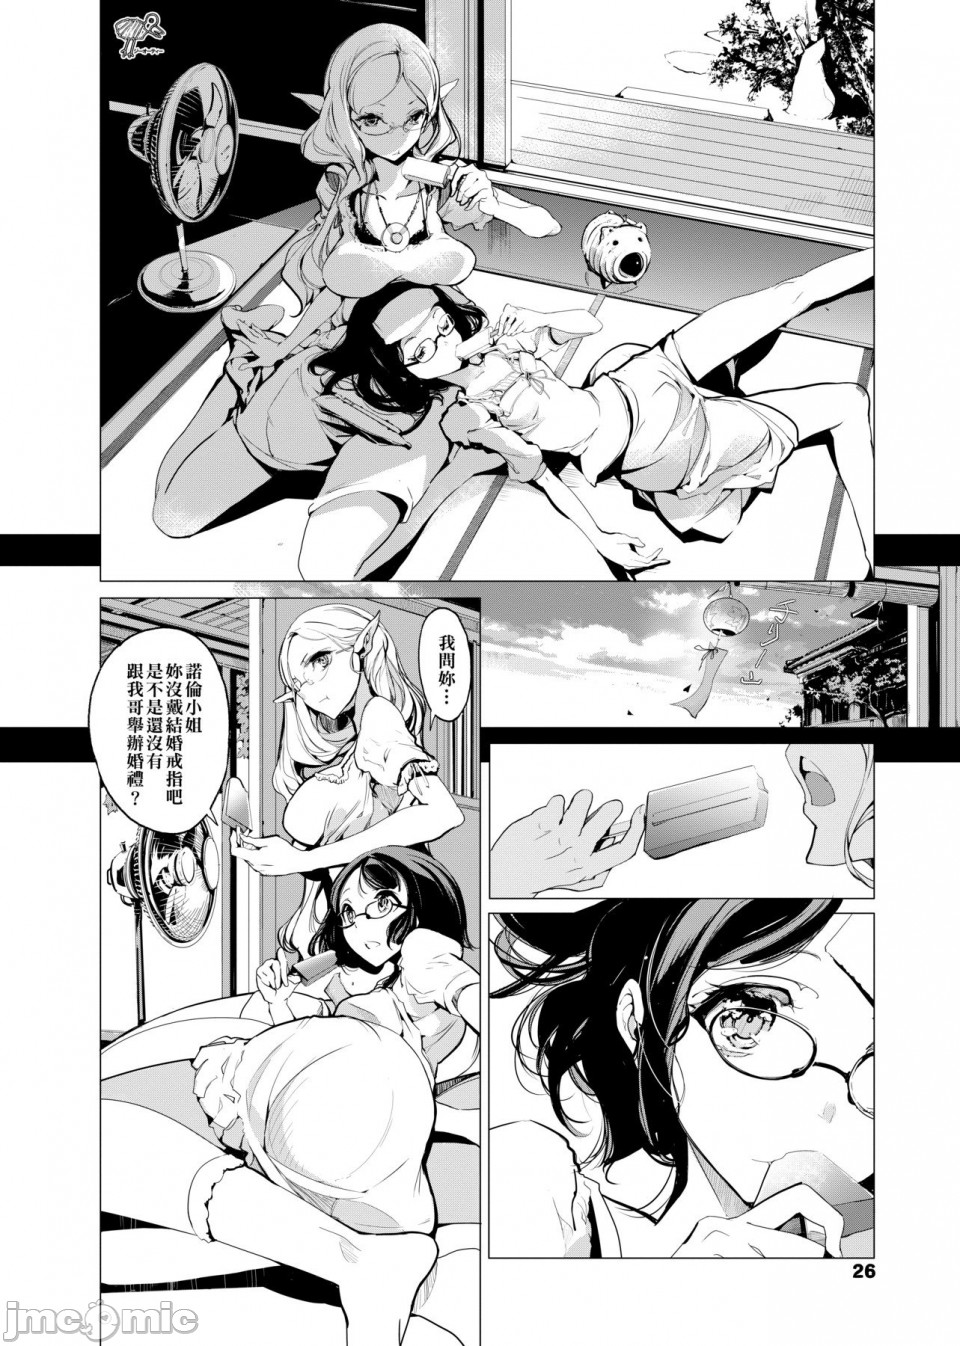 チリーン
我問妳…
諾倫小姐
妳沒戴結婚戒指吧
是不是還沒有
跟我哥舉辦婚禮？
26
jmcomic